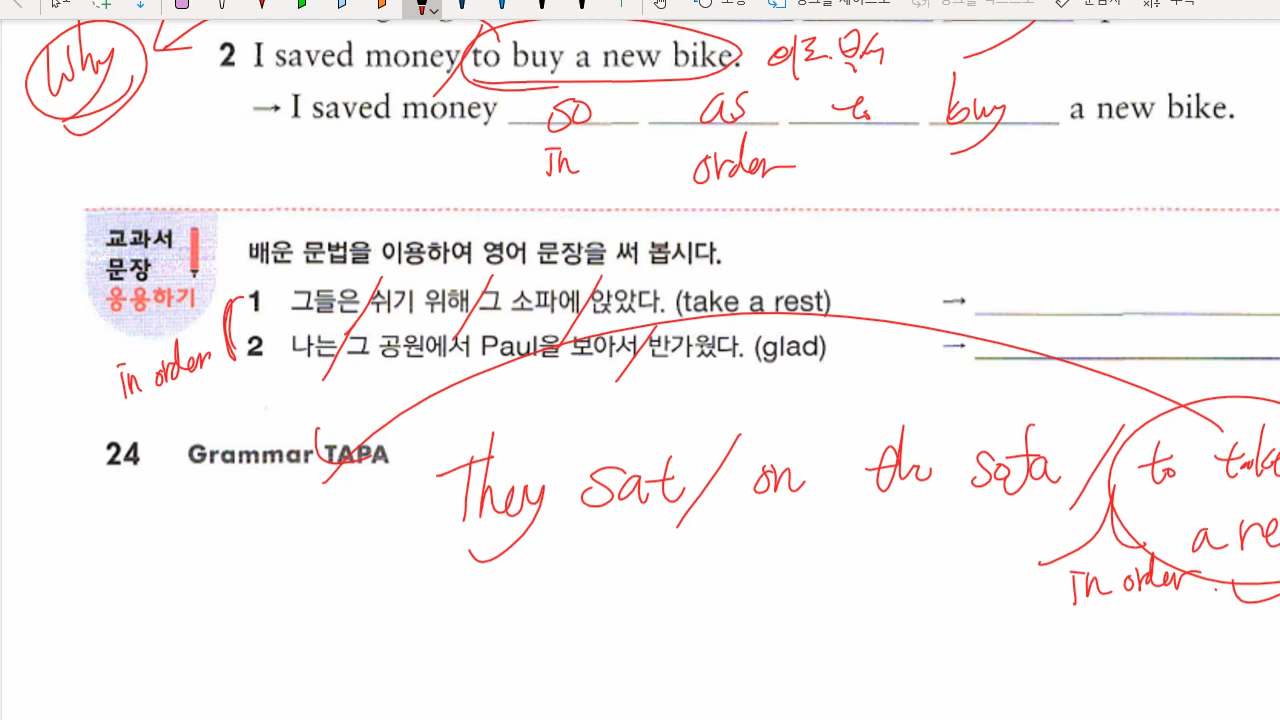 Why
2 I saved money to buy a new bike. 이유.목적
→ I saved money so as to buy a new bike.
In order
교과서
문장
응용하기
배운 문법을 이용하여 영어 문장을 써 봅시다.
1 그들은 쉬기 위해 그 소파에 앉았다. (take a rest) →
2 나는 그 공원에서 Paul을 보아서 반가웠다. (glad) →
In order
24 Grammar TAPA
They sat / on the sofa / to take
a re
In order